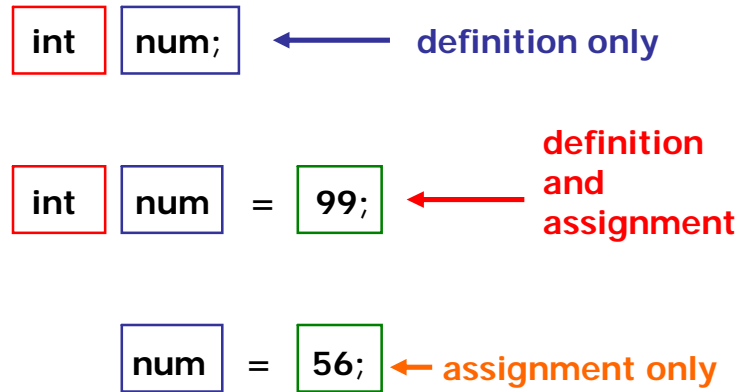 int num; definition only
int num = 99; definition
and
assignment
num = 56; assignment only